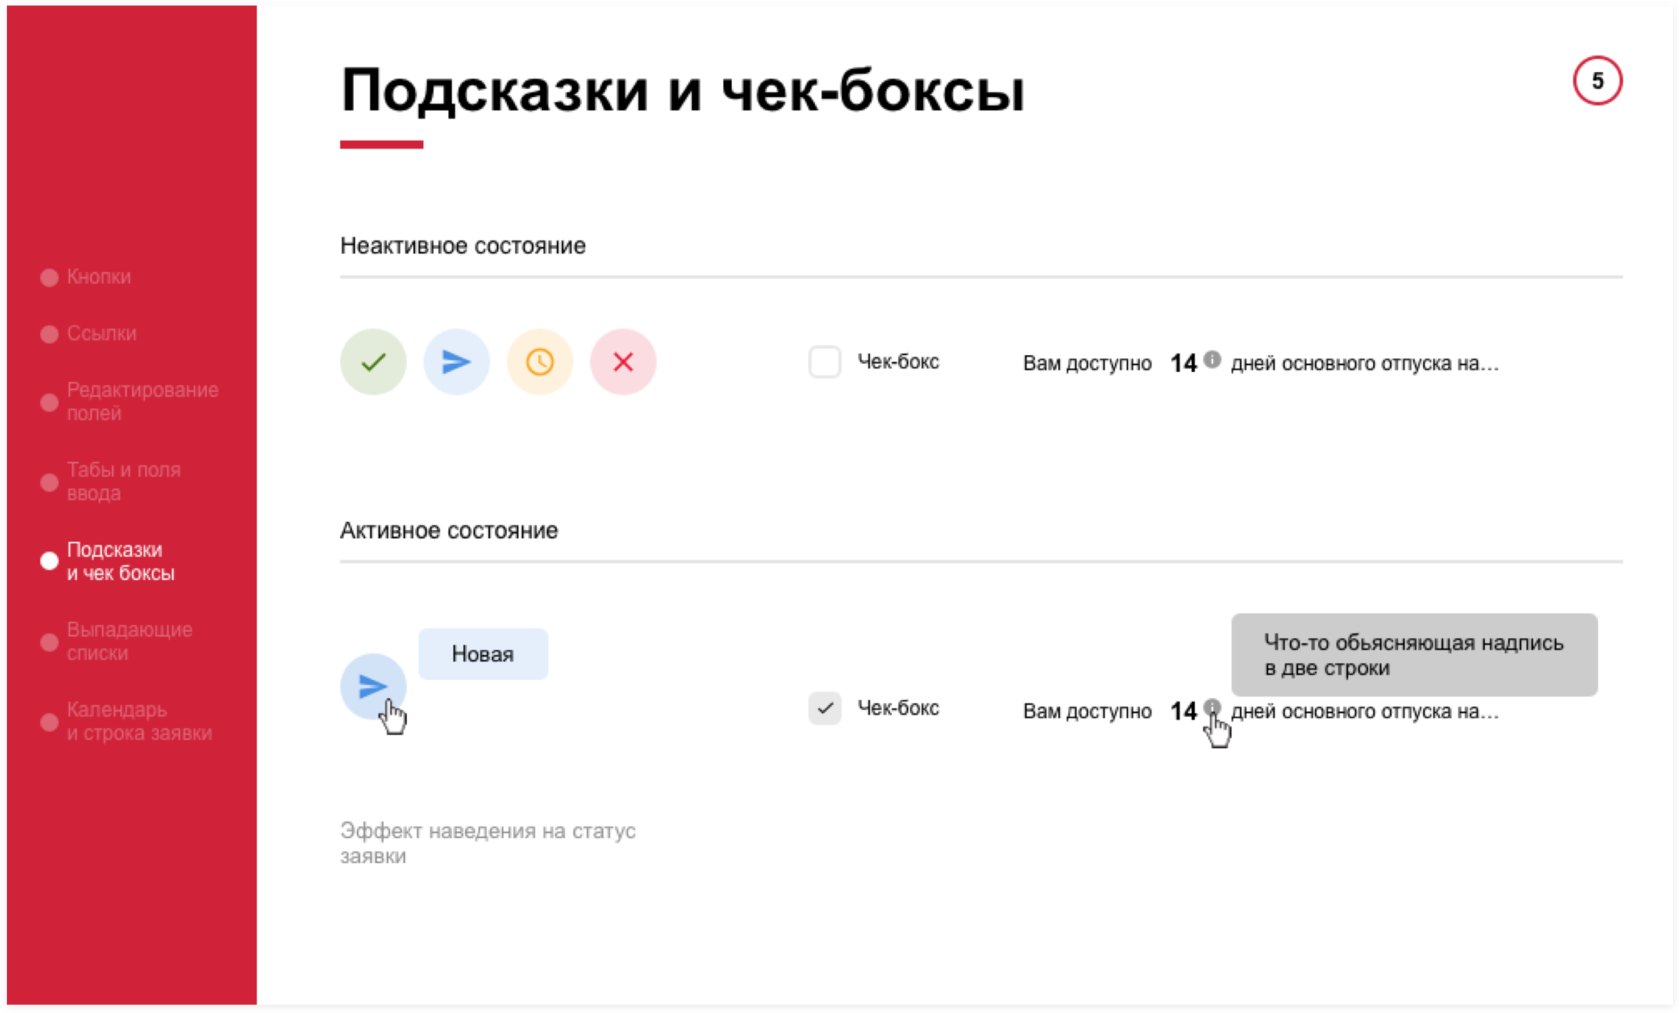 Подсказки и чек-боксы
5
Кнопки
Ссылки
Редактирование
полей
Табы и поля
ввода
Подсказки
и чек боксы
Выпадающие
списки
Календарь
и строка заявки
Неактивное состояние
Чек-бокс
Вам доступно 14 дней основного отпуска на...
Активное состояние
Новая
Чек-бокс
Что-то обьясняющая надпись
в две строки
Вам доступно 14 дней основного отпуска на...
Эффект наведения на статус
заявки